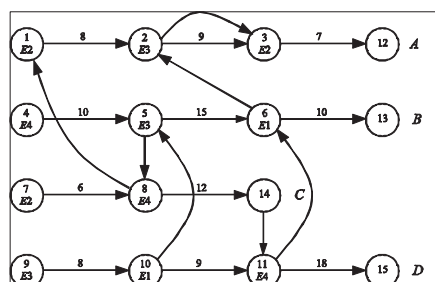 8 9 7
1 2 3 12 A
E2 E3 E2
10 15 10
4 5 6 13 B
E4 E3 E1
6 12
7 8 14 C
E2 E4
8 9 18
9 10 11 15 D
E3 E1 E4